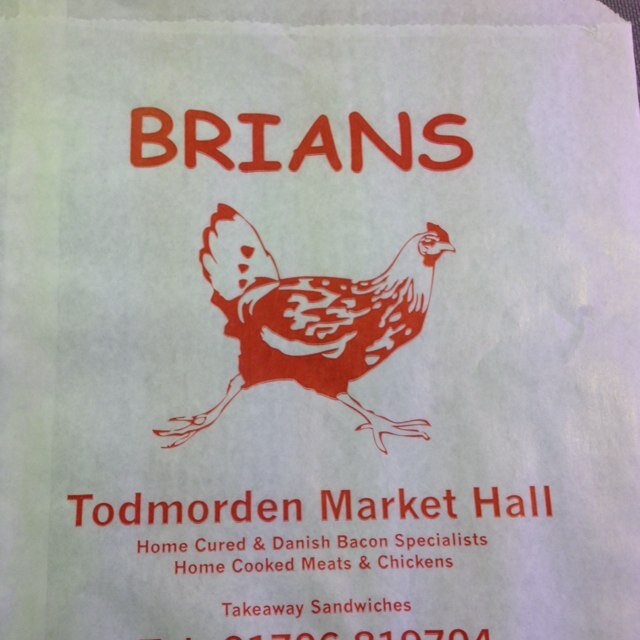 BRIANS
Todmorden Market Hall
Home Cured & Danish Bacon Specialists
Home Cooked Meats & Chickens
Takeaway Sandwiches